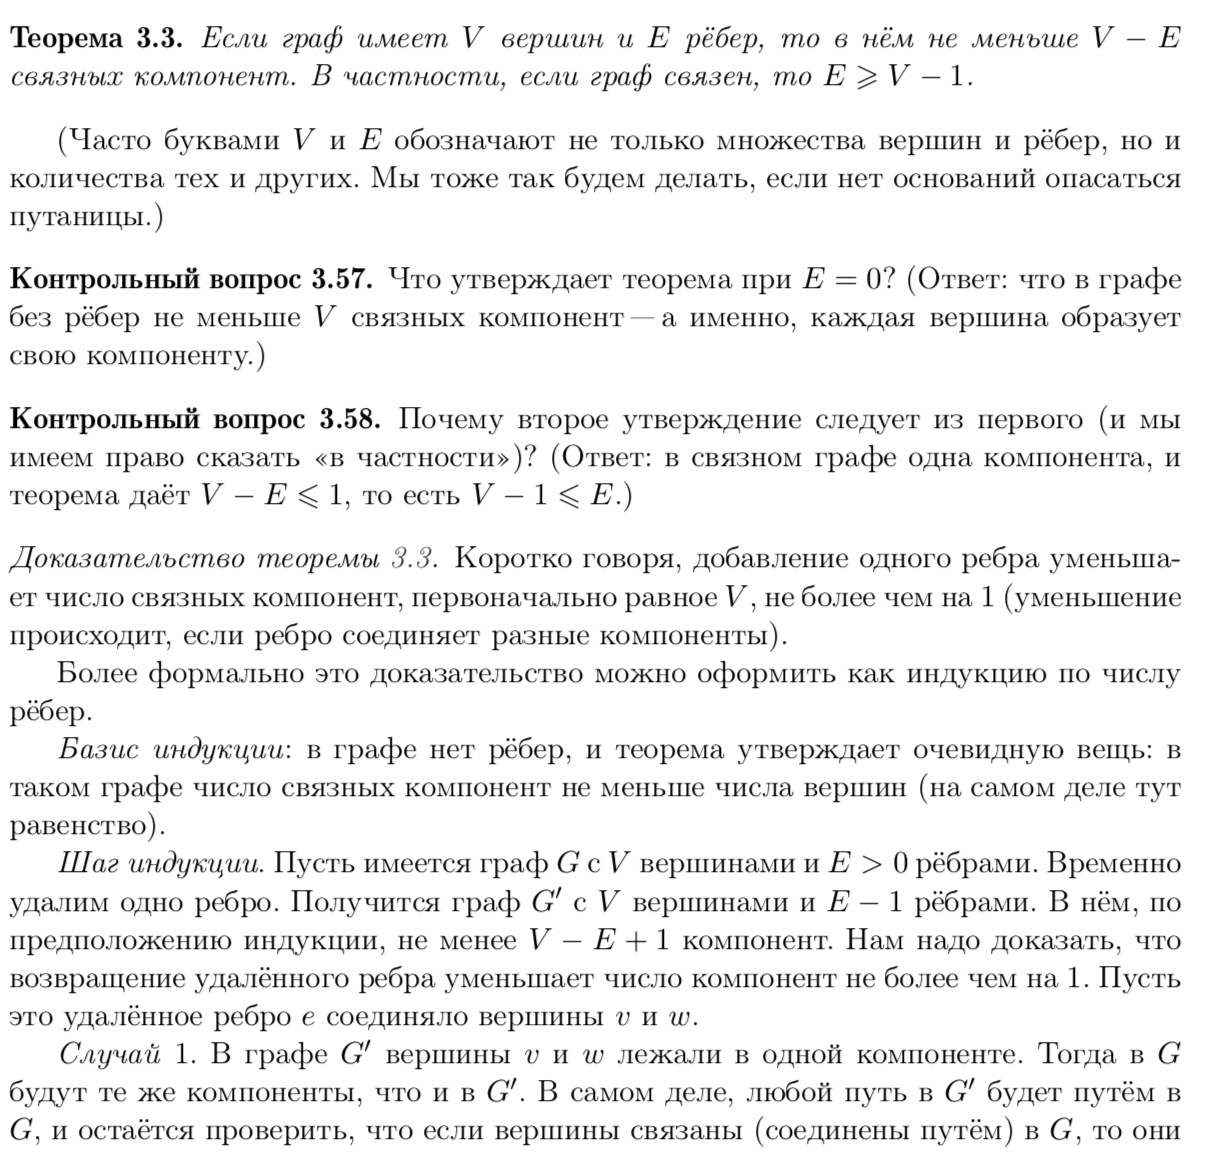 Теорема 3.3. Если граф имеет V вершин и E рёбер, то в нём не меньше V − E
связных компонент. В частности, если граф связен, то E ⩾ V − 1.
(Часто буквами V и E обозначают не только множества вершин и рёбер, но и
количества тех и других. Мы тоже так будем делать, если нет оснований опасаться
путаницы.)
Контрольный вопрос 3.57. Что утверждает теорема при E = 0? (Ответ: что в графе
без рёбер не меньше V связных компонент — а именно, каждая вершина образует
свою компоненту.)
Контрольный вопрос 3.58. Почему второе утверждение следует из первого (и мы
имеем право сказать «в частности»)? (Ответ: в связном графе одна компонента, и
теорема даёт V − E ⩽ 1, то есть V − 1 ⩽ E.)
Доказательство теоремы 3.3. Коротко говоря, добавление одного ребра уменьша-
ет число связных компонент, первоначально равное V, не более чем на 1 (уменьшение
происходит, если ребро соединяет разные компоненты).
Более формально это доказательство можно оформить как индукцию по числу
рёбер.
Базис индукции: в графе нет рёбер, и теорема утверждает очевидную вещь: в
таком графе число связных компонент не меньше числа вершин (на самом деле тут
равенство).
Шаг индукции. Пусть имеется граф G с V вершинами и E > 0 рёбрами. Временно
удалим одно ребро. Получится граф G′ с V вершинами и E − 1 рёбрами. В нём, по
предположению индукции, не менее V − E + 1 компонент. Нам надо доказать, что
возвращение удалённого ребра уменьшает число компонент не более чем на 1. Пусть
это удалённое ребро e соединяло вершины v и w.
Случай 1. В графе G′ вершины v и w лежали в одной компоненте. Тогда в G
будут те же компоненты, что и в G′. В самом деле, любой путь в G′ будет путём в
G, и остаётся проверить, что если вершины связаны (соединены путём) в G, то они